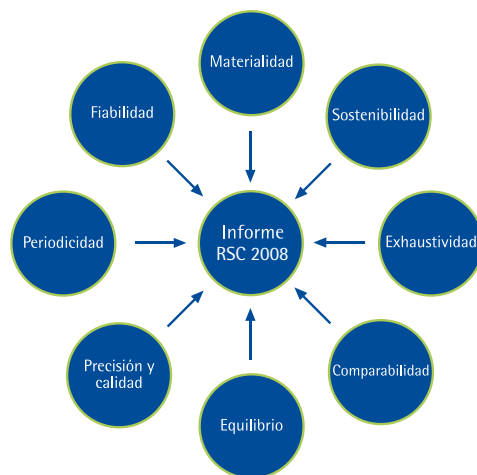 Materialidad
Fiabilidad
Sostenibilidad
Periodicidad
Informe
RSC 2008
Exhaustividad
Precisión y
calidad
Comparabilidad
Equilibrio